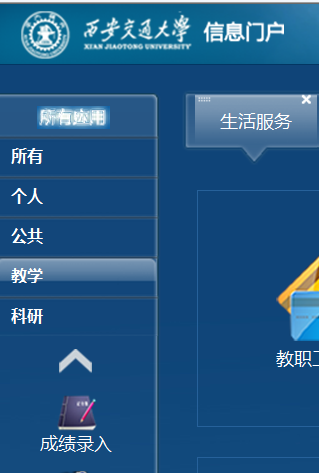 西安交通大学 信息门户
XIAN JIAOTONG UNIVERSITY
所有应用
生活服务
所有
个人
公共
教学
科研
教职工
成绩录入